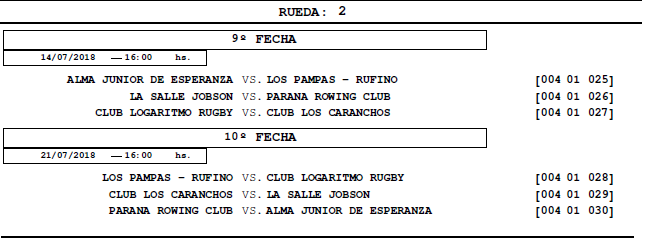 RUEDA: 2
9º FECHA
14/07/2018 —16:00 hs.
ALMA JUNIOR DE ESPERANZA VS. LOS PAMPAS - RUFINO [004 01 025]
LA SALLE JOBSON VS. PARANA ROWING CLUB [004 01 026]
CLUB LOGARITMO RUGBY VS. CLUB LOS CARANCHOS [004 01 027]
10º FECHA
21/07/2018 —16:00 hs.
LOS PAMPAS - RUFINO VS. CLUB LOGARITMO RUGBY [004 01 028]
CLUB LOS CARANCHOS VS. LA SALLE JOBSON [004 01 029]
PARANA ROWING CLUB VS. ALMA JUNIOR DE ESPERANZA [004 01 030]